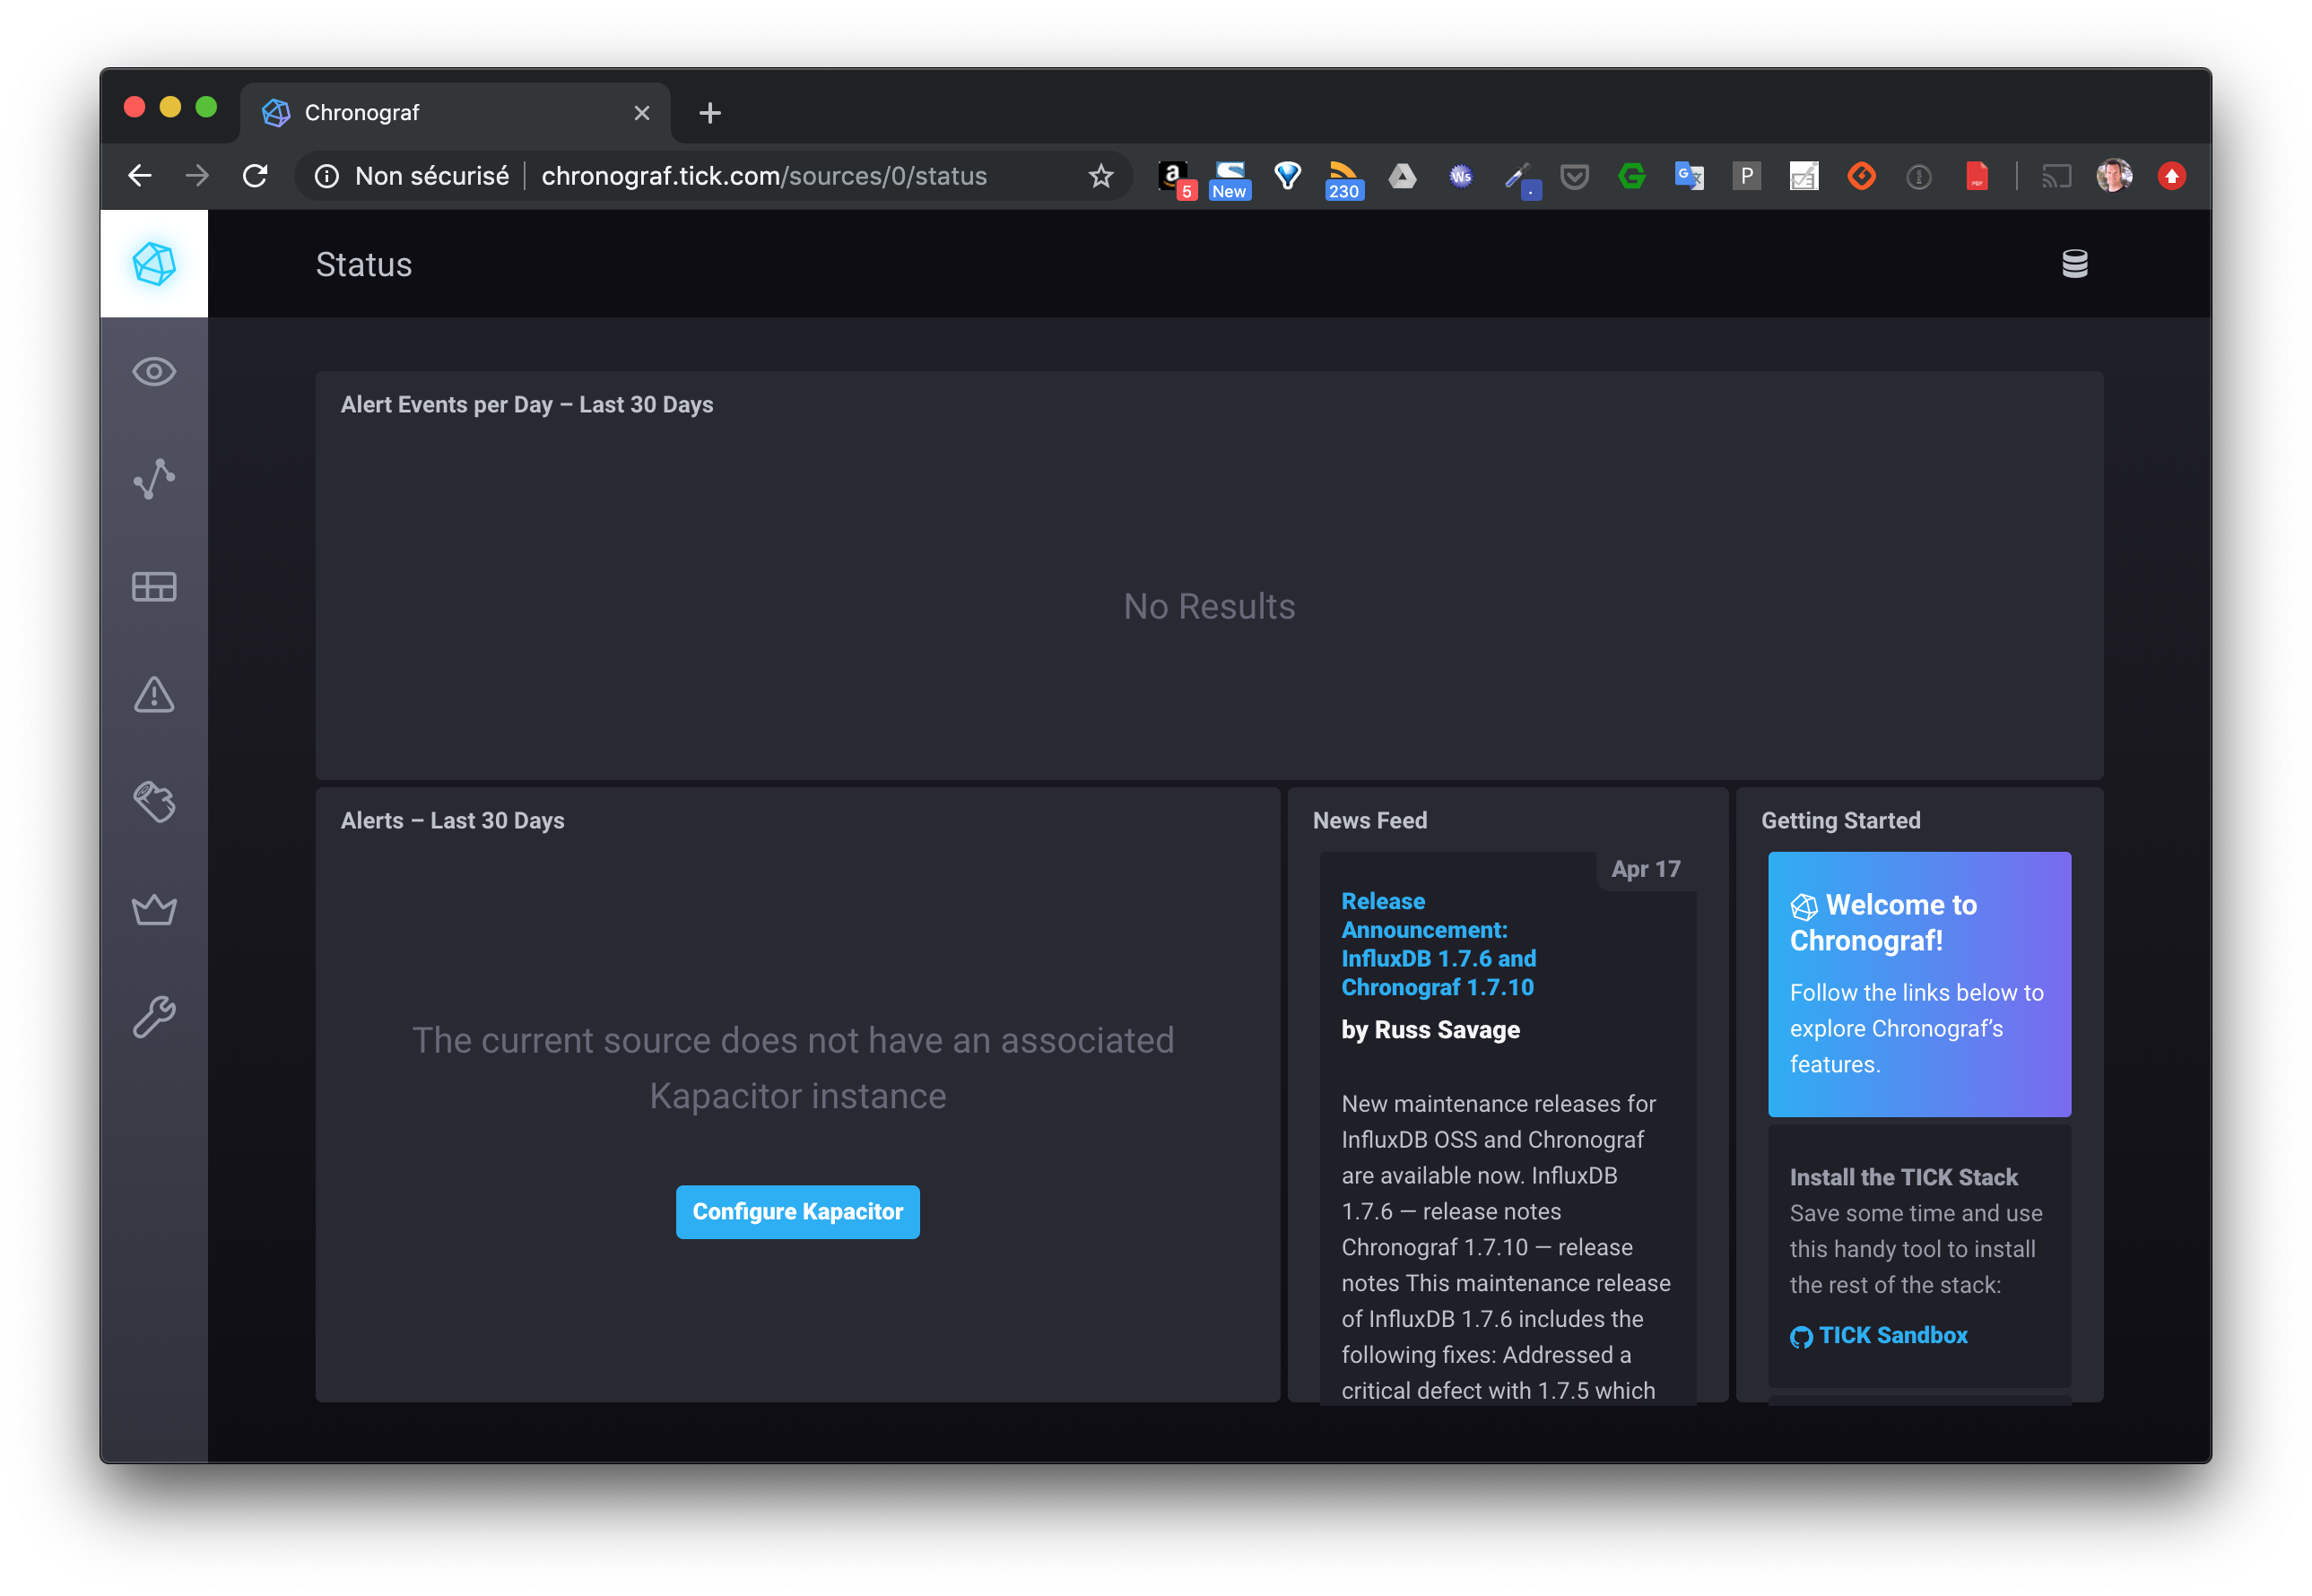 Chronograf
Non sécurisé
chronograf.tick.com/sources/0/status
a
5
New
230
Ws
.
G
P
PDF
Status
Alert Events per Day – Last 30 Days
No Results
Alerts – Last 30 Days
The current source does not have an associated
Kapacitor instance
Configure Kapacitor
News Feed
Apr 17
Release
Announcement:
InfluxDB 1.7.6 and
Chronograf 1.7.10
by Russ Savage
New maintenance releases for
InfluxDB OSS and Chronograf
are available now. InfluxDB
1.7.6 — release notes
Chronograf 1.7.10 — release
notes This maintenance release
of InfluxDB 1.7.6 includes the
following fixes: Addressed a
critical defect with 1.7.5 which
Getting Started
Welcome to
Chronograf!
Follow the links below to
explore Chronograf’s
features.
Install the TICK Stack
Save some time and use
this handy tool to install
the rest of the stack:
TICK Sandbox